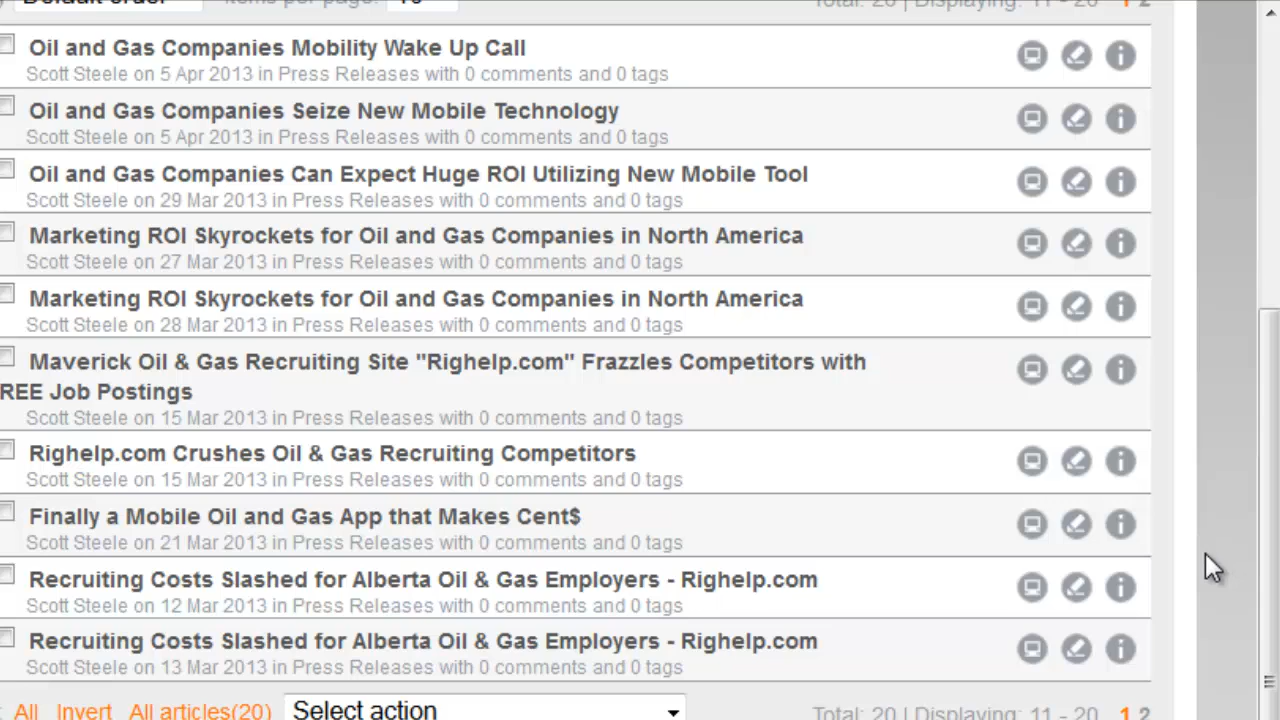 Default order Items per page: 10 Total: 20 | Displaying: 11 - 20 1 2
Oil and Gas Companies Mobility Wake Up Call
Scott Steele on 5 Apr 2013 in Press Releases with 0 comments and 0 tags
Oil and Gas Companies Seize New Mobile Technology
Scott Steele on 5 Apr 2013 in Press Releases with 0 comments and 0 tags
Oil and Gas Companies Can Expect Huge ROI Utilizing New Mobile Tool
Scott Steele on 29 Mar 2013 in Press Releases with 0 comments and 0 tags
Marketing ROI Skyrockets for Oil and Gas Companies in North America
Scott Steele on 27 Mar 2013 in Press Releases with 0 comments and 0 tags
Marketing ROI Skyrockets for Oil and Gas Companies in North America
Scott Steele on 28 Mar 2013 in Press Releases with 0 comments and 0 tags
Maverick Oil & Gas Recruiting Site "Righelp.com" Frazzles Competitors with
REE Job Postings
Scott Steele on 15 Mar 2013 in Press Releases with 0 comments and 0 tags
Righelp.com Crushes Oil & Gas Recruiting Competitors
Scott Steele on 15 Mar 2013 in Press Releases with 0 comments and 0 tags
Finally a Mobile Oil and Gas App that Makes Cent$
Scott Steele on 21 Mar 2013 in Press Releases with 0 comments and 0 tags
Recruiting Costs Slashed for Alberta Oil & Gas Employers - Righelp.com
Scott Steele on 12 Mar 2013 in Press Releases with 0 comments and 0 tags
Recruiting Costs Slashed for Alberta Oil & Gas Employers - Righelp.com
Scott Steele on 13 Mar 2013 in Press Releases with 0 comments and 0 tags
: All Invert All articles(20) Select action Total: 20 | Displaying: 11 - 20 1 2